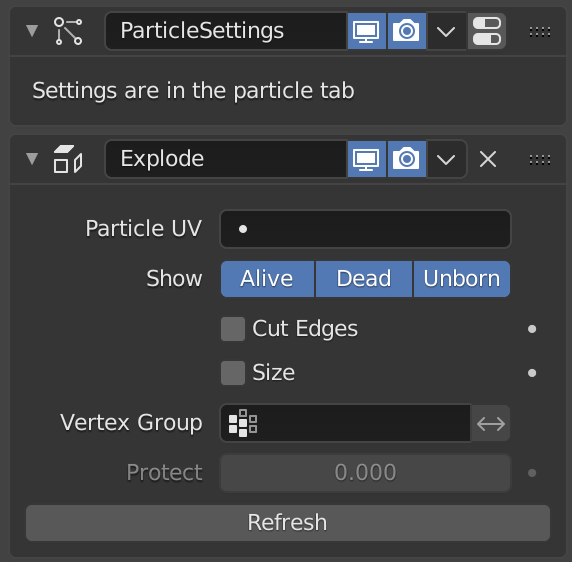 ParticleSettings
Settings are in the particle tab
Explode
Particle UV
Show Alive Dead Unborn
Cut Edges
Size
Vertex Group
Protect 0.000
Refresh